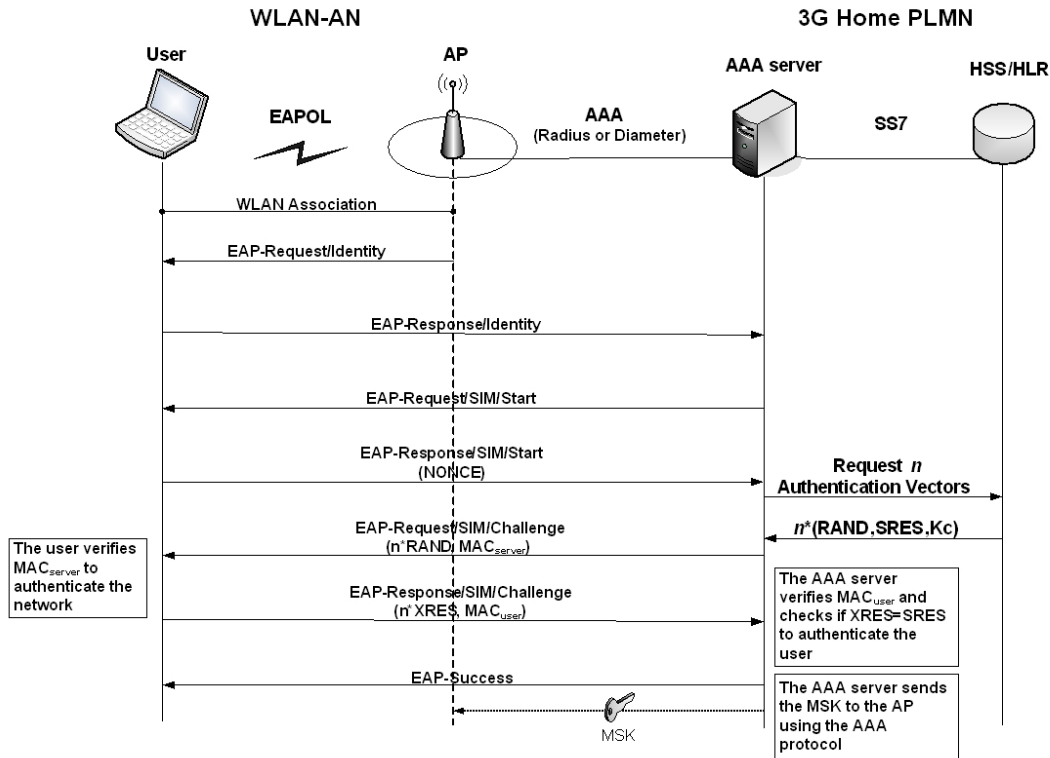 WLAN-AN
3G Home PLMN
User
AP
AAA server
HSS/HLR
EAPOL
AAA
(Radius or Diameter)
SS7
WLAN Association
EAP-Request/Identity
EAP-Response/Identity
EAP-Request/SIM/Start
EAP-Response/SIM/Start
(NONCE)
Request n
Authentication Vectors
n*(RAND,SRES,Kc)
EAP-Request/SIM/Challenge
(n*RAND, MACserver)
The user verifies
MACserver to
authenticate the
network
EAP-Response/SIM/Challenge
(n*XRES, MACuser)
The AAA server
verifies MACuser and
checks if XRES=SRES
to authenticate the
user
EAP-Success
The AAA server sends
the MSK to the AP
using the AAA
protocol
MSK